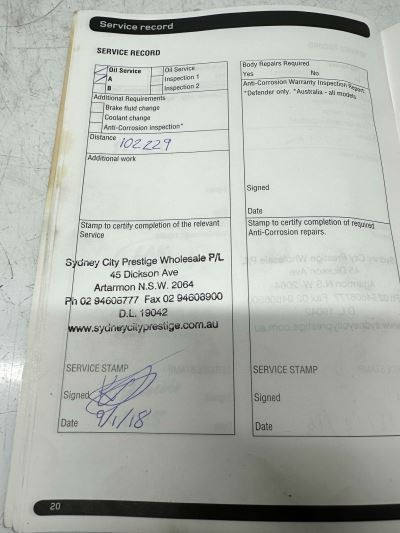 Service record
SERVICE RECORD
Oil Service
A
B
Oil Service
Inspection 1
Inspection 2
Additional Requirements
Brake fluid change
Coolant change
Anti-Corrosion inspection*
Distance 102229
Additional work
Stamp to certify completion of the relevant
Service
Sydney City Prestige Wholesale P/L
45 Dickson Ave
Artarmon N.S.W. 2064
Ph 02 94606777 Fax 02 94608900
D.L. 19042
www.sydneycityprestige.com.au
SERVICE STAMP
Signed
Date 9/1/18
Body Repairs Required
Yes No
Anti-Corrosion Warranty Inspection Report
*Defender only. *Australia - all models
Signed
Date
Stamp to certify completion of required
Anti-Corrosion repairs.
SERVICE STAMP
Signed
Date
20